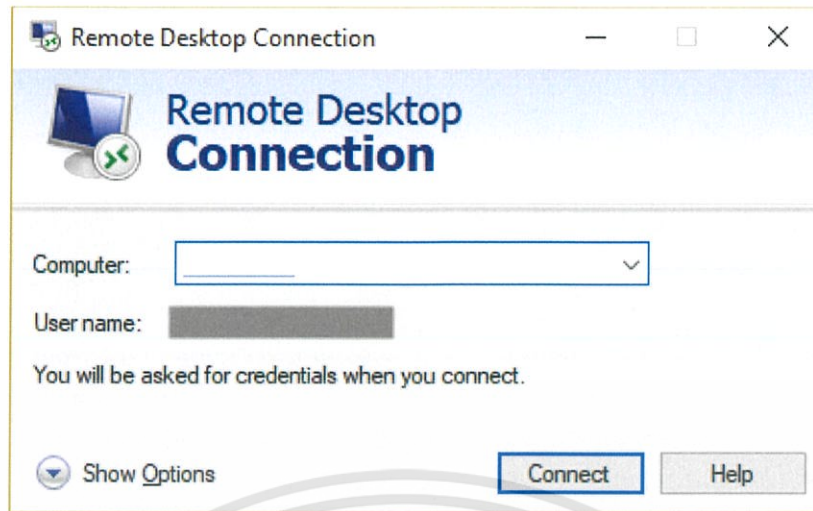 Remote Desktop Connection
Remote Desktop
Connection
Computer:
User name:
You will be asked for credentials when you connect.
Show Options
Connect
Help